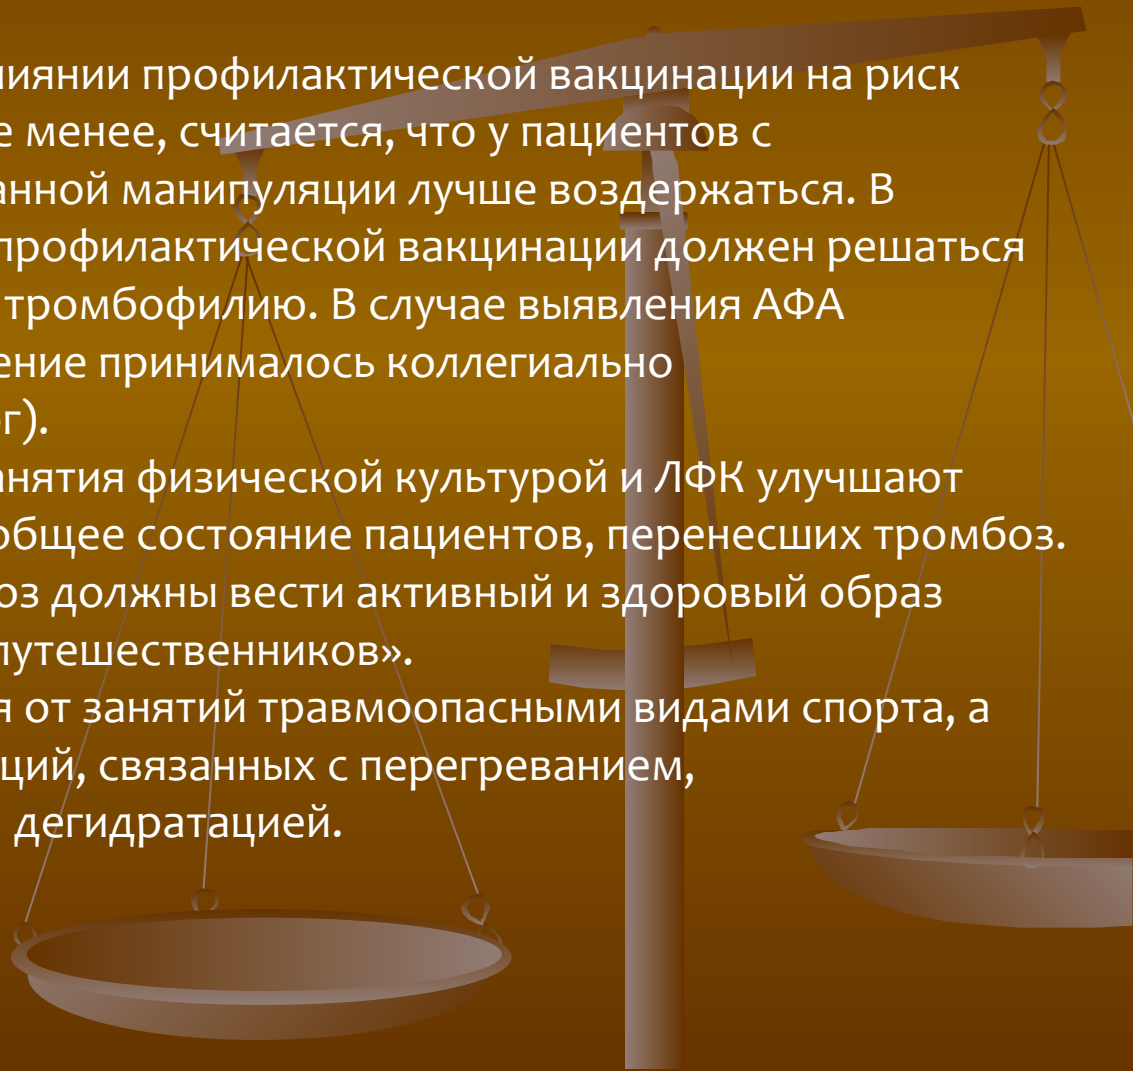 лиянии профилактической вакцинации на риск
е менее, считается, что у пациентов с
анной манипуляции лучше воздержаться. В
профилактической вакцинации должен решаться
тромбофилию. В случае выявления АФА
ение принималось коллегиально
ог).
анятия физической культурой и ЛФК улучшают
общее состояние пациентов, перенесших тромбоз.
оз должны вести активный и здоровый образ
путешественников».
я от занятий травмоопасными видами спорта, а
ций, связанных с перегреванием,
дегидратацией.